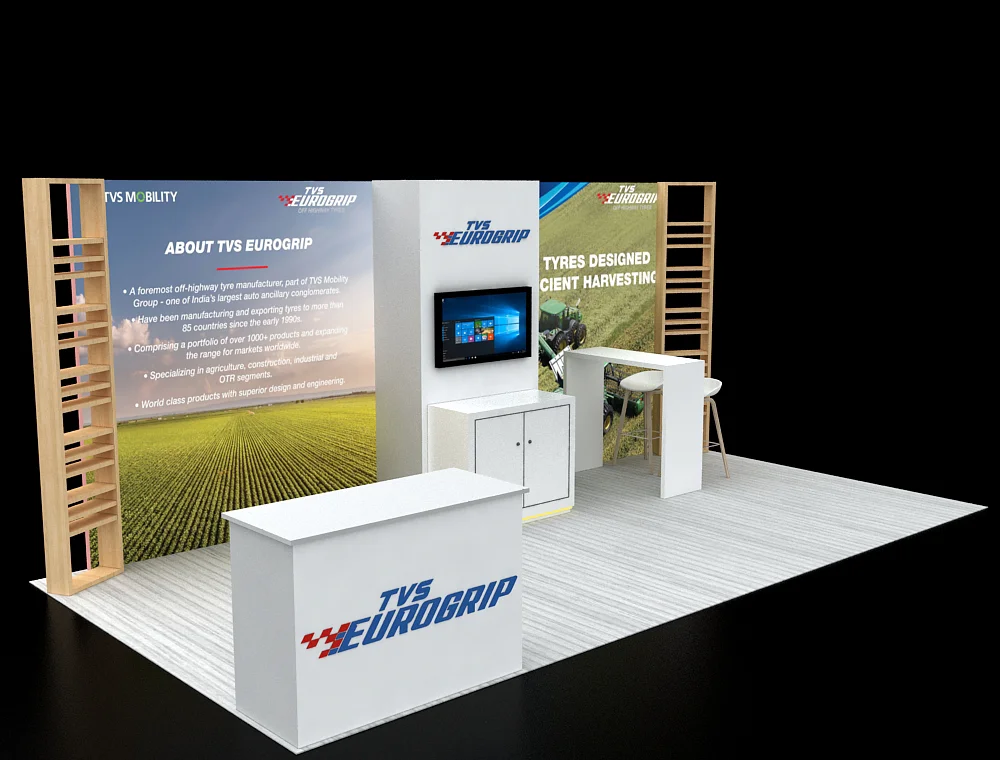 TVS MOBILITY
TVS
EUROGRIP
OFF HIGHWAY TYRES
ABOUT TVS EUROGRIP
• A foremost off-highway tyre manufacturer, part of TVS Mobility
Group - one of India's largest auto ancillary conglomerates.
• Have been manufacturing and exporting tyres to more than
85 countries since the early 1990s.
• Comprising a portfolio of over 1000+ products and expanding
the range for markets worldwide.
• Specializing in agriculture, construction, industrial and
OTR segments.
• World class products with superior design and engineering.
TVS
EUROGRIP
TVS
EUROGRIP
OFF HIGHWAY TYRES
TYRES DESIGNED
CIENT HARVESTING
TVS
EUROGRIP